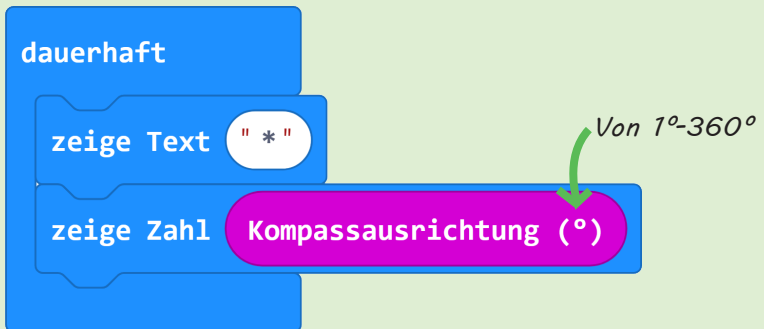 dauerhaft
zeige Text " * "
Von 1º-360º
zeige Zahl Kompassausrichtung (º)